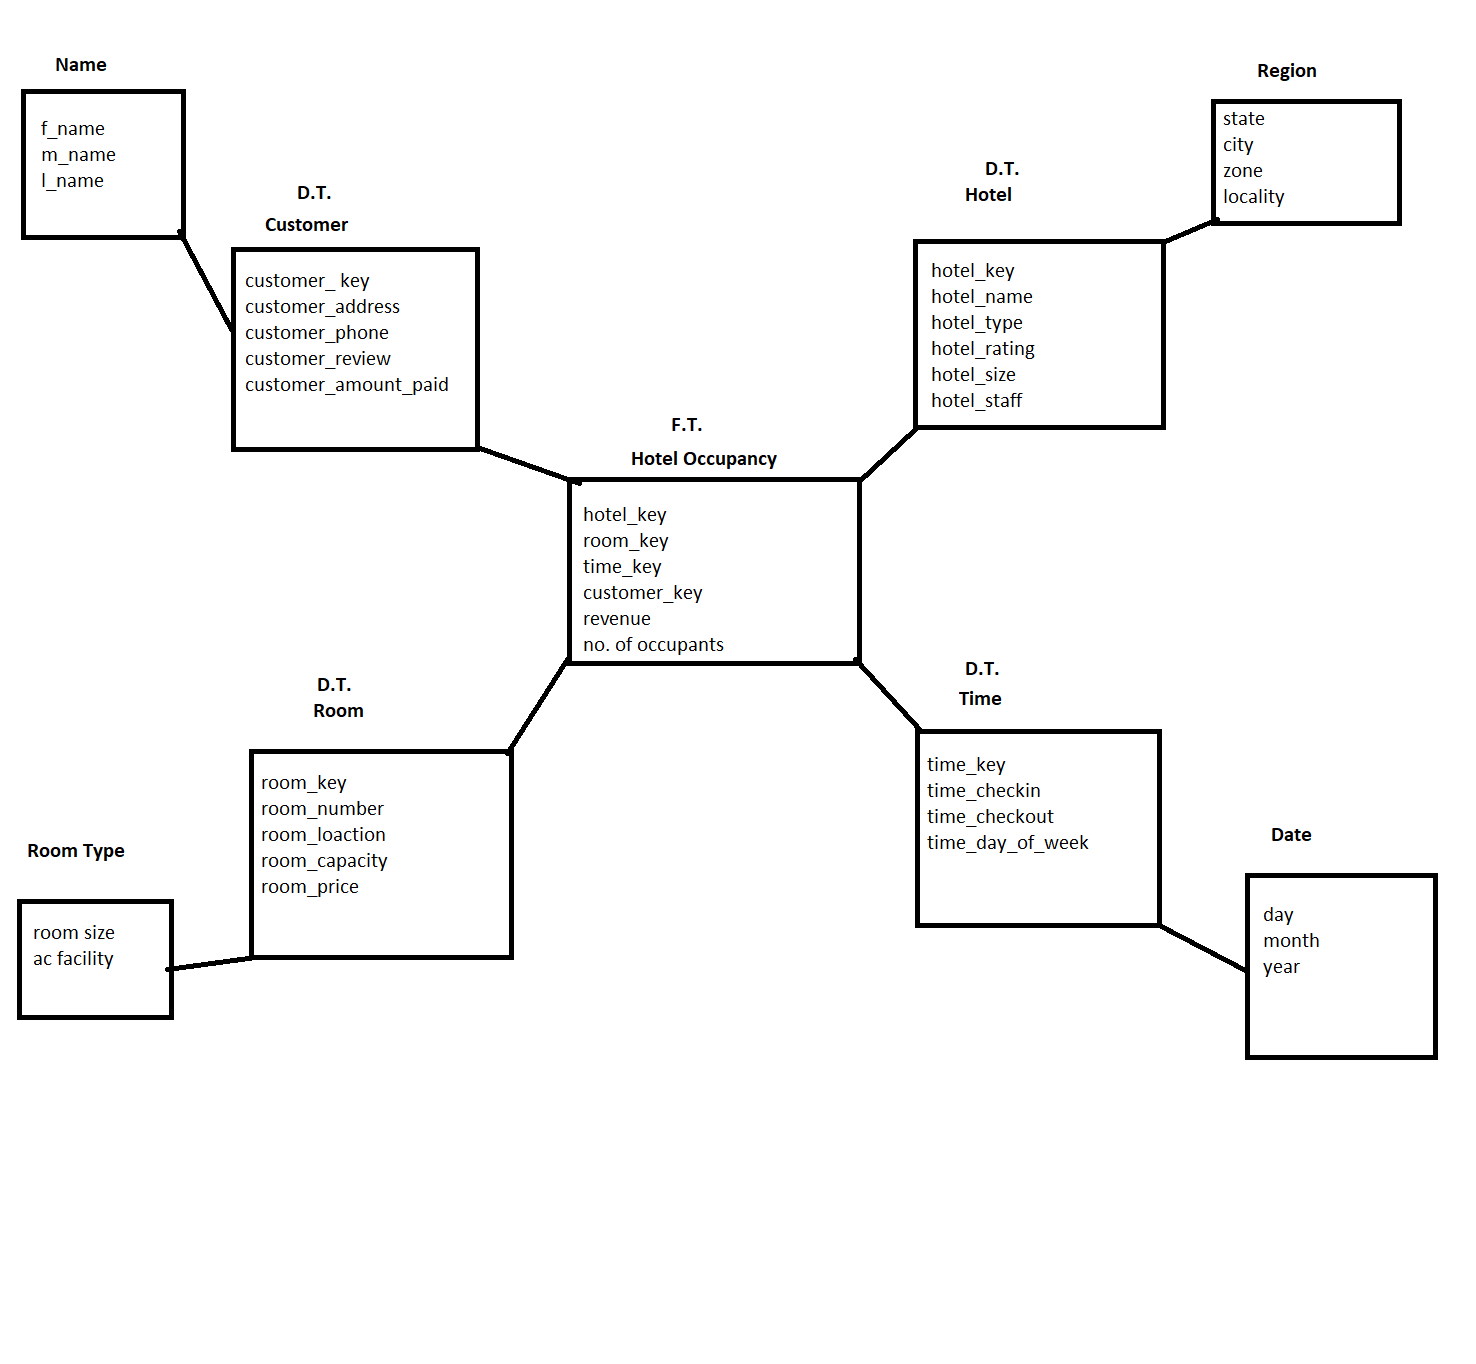 Name
f_name
m_name
l_name
D.T.
Customer
customer_ key
customer_address
customer_phone
customer_review
customer_amount_paid
Region
state
city
zone
locality
D.T.
Hotel
hotel_key
hotel_name
hotel_type
hotel_rating
hotel_size
hotel_staff
F.T.
Hotel Occupancy
hotel_key
room_key
time_key
customer_key
revenue
no. of occupants
D.T.
Room
room_key
room_number
room_loaction
room_capacity
room_price
Room Type
room size
ac facility
D.T.
Time
time_key
time_checkin
time_checkout
time_day_of_week
Date
day
month
year